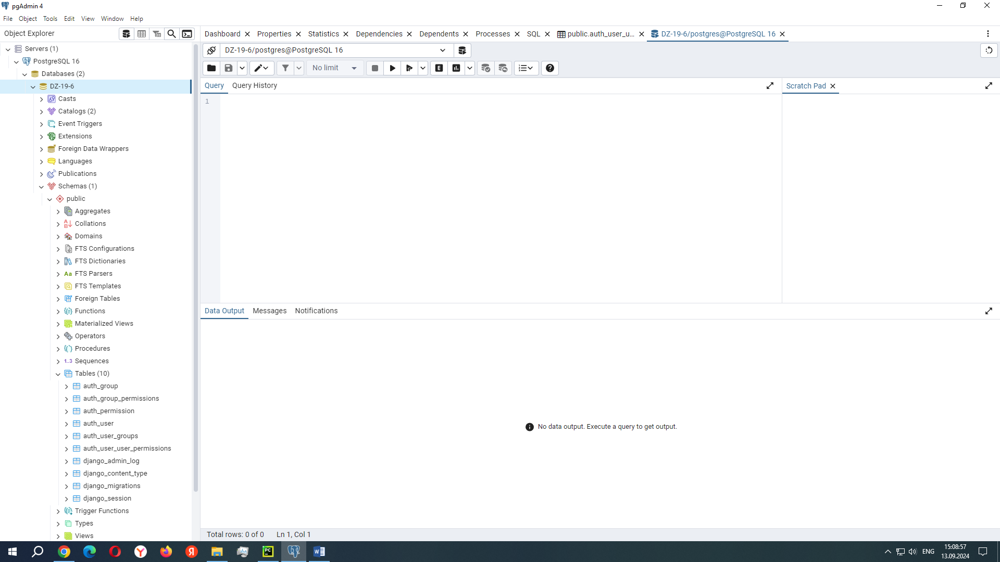 pgAdmin 4
File Object Tools Edit View Window Help
Object Explorer
Dashboard Properties Statistics Dependencies Dependents Processes SQL public.auth_user_u... DZ-19-6/postgres@PostgreSQL 16
Servers (1)
PostgreSQL 16
Databases (2)
DZ-19-6
Casts
Catalogs (2)
Event Triggers
Extensions
Foreign Data Wrappers
Languages
Publications
Schemas (1)
public
Aggregates
Collations
Domains
FTS Configurations
FTS Dictionaries
Aa FTS Parsers
FTS Templates
Foreign Tables
Functions
Materialized Views
Operators
Procedures
1..3 Sequences
Tables (10)
auth_group
auth_group_permissions
auth_permission
auth_user
auth_user_groups
auth_user_user_permissions
django_admin_log
django_content_type
django_migrations
django_session
Trigger Functions
Types
Views
DZ-19-6/postgres@PostgreSQL 16
No limit
E
Query Query History
Scratch Pad
1
Data Output Messages Notifications
No data output. Execute a query to get output.
Total rows: 0 of 0 Ln 1, Col 1
PC
ENG
15:08:57
13.09.2024